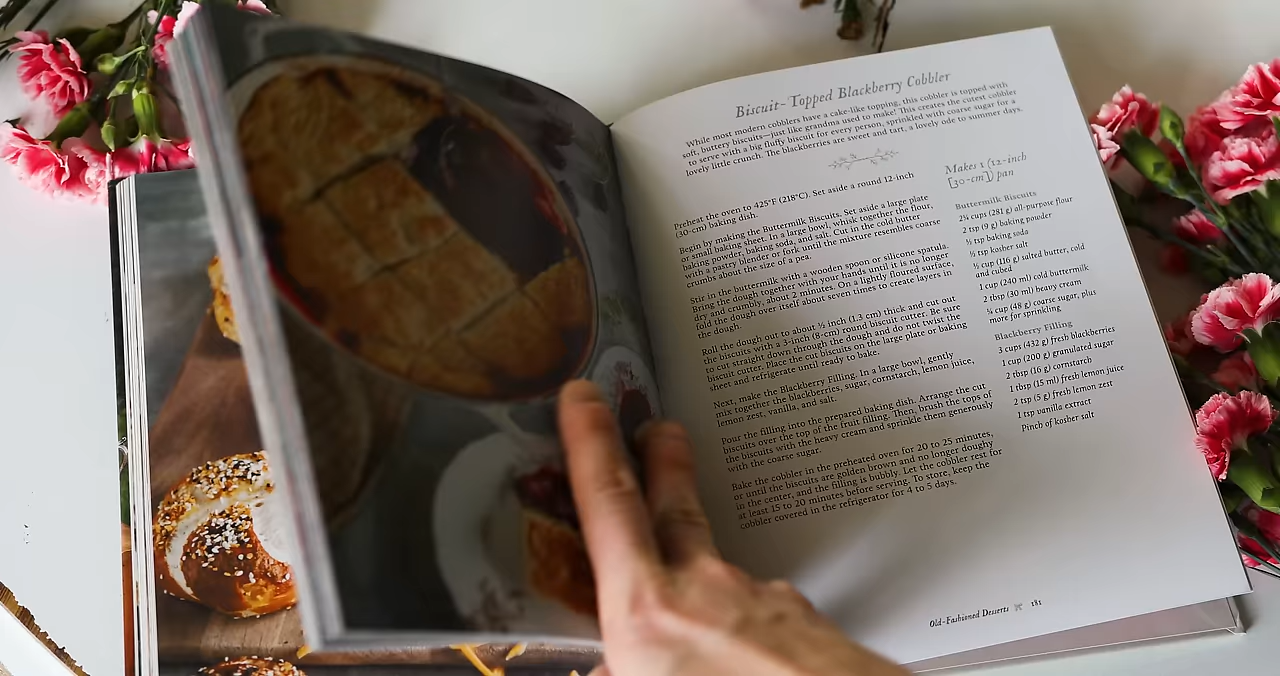 Biscuit-Topped Blackberry Cobbler
While most modern cobblers have a cake-like topping, this cobbler is topped with
soft, buttery biscuits—just like grandma used to make! This creates the cutest cobbler
to serve with a big fluffy biscuit for every person, sprinkled with coarse sugar for a
lovely little crunch. The blackberries are sweet and tart, a lovely ode to summer days.
Preheat the oven to 425°F (218°C). Set aside a round 12-inch
(30-cm) baking dish.
Begin by making the Buttermilk Biscuits. Set aside a large plate
or small baking sheet. In a large bowl, whisk together the flour,
baking powder, baking soda, and salt. Cut in the cold butter
with a pastry blender or fork until the mixture resembles coarse
crumbs about the size of a pea.
Stir in the buttermilk with a wooden spoon or silicone spatula.
Bring the dough together with your hands until it is no longer
dry and crumbly, about 2 minutes. On a lightly floured surface,
fold the dough over itself about seven times to create layers in
the dough.
Roll the dough out to about ½ inch (1.3 cm) thick and cut out
the biscuits with a 3-inch (8-cm) round biscuit cutter. Be sure
to cut straight down through the dough and do not twist the
biscuit cutter. Place the cut biscuits on the large plate or baking
sheet and refrigerate until ready to bake.
Next, make the Blackberry Filling. In a large bowl, gently
mix together the blackberries, sugar, cornstarch, lemon juice,
lemon zest, vanilla, and salt.
Pour the filling into the prepared baking dish. Arrange the cut
biscuits over the top of the fruit filling. Then, brush the tops of
the biscuits with the heavy cream and sprinkle them generously
with the coarse sugar.
Bake the cobbler in the preheated oven for 20 to 25 minutes,
or until the biscuits are golden brown and no longer doughy
in the center, and the filling is bubbly. Let the cobbler rest for
at least 15 to 20 minutes before serving. To store, keep the
cobbler covered in the refrigerator for 4 to 5 days.
Makes 1 (12-inch
[30-cm]) pan
Buttermilk Biscuits
2¼ cups (281 g) all-purpose flour
2 tsp (9 g) baking powder
½ tsp baking soda
½ tsp kosher salt
½ cup (116 g) salted butter, cold
and cubed
1 cup (240 ml) cold buttermilk
2 tbsp (30 ml) heavy cream
¼ cup (48 g) coarse sugar, plus
more for sprinkling
Blackberry Filling
3 cups (432 g) fresh blackberries
1 cup (200 g) granulated sugar
2 tbsp (16 g) cornstarch
1 tbsp (15 ml) fresh lemon juice
2 tsp (5 g) fresh lemon zest
1 tsp vanilla extract
Pinch of kosher salt
Old-Fashioned Desserts 181